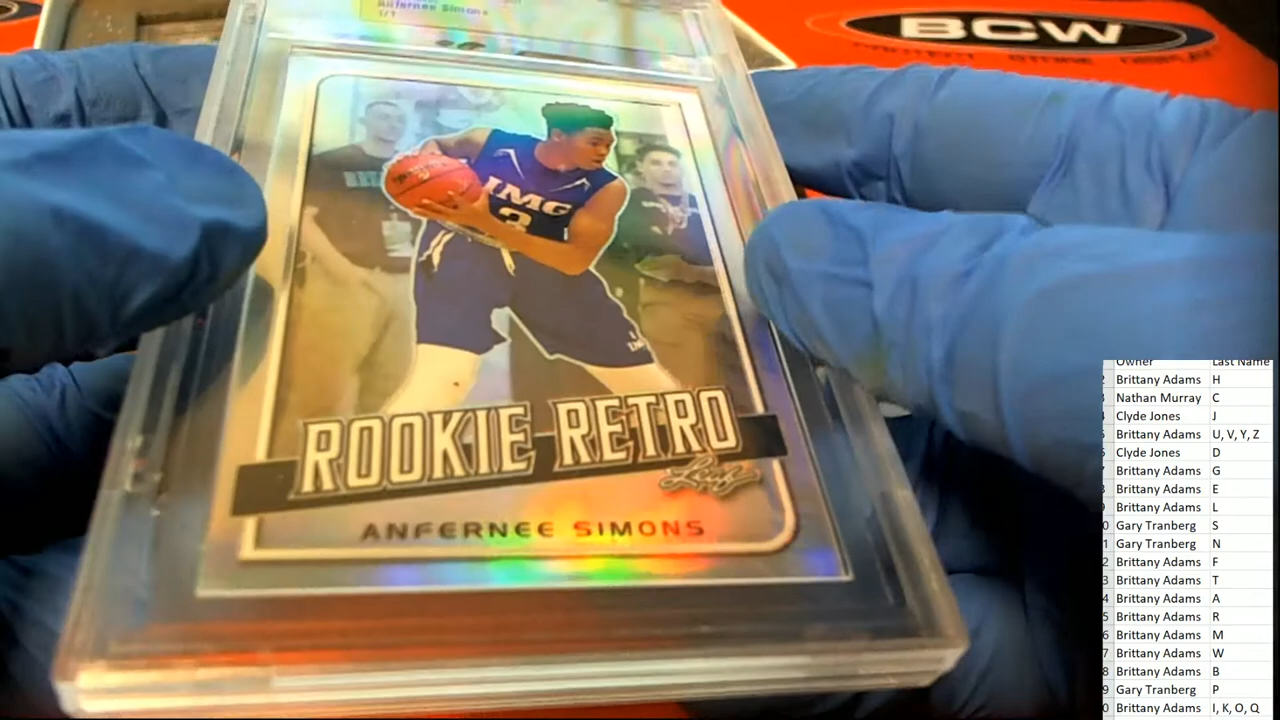 Anfernee Simons
1/1
BCW
IMG
3
ROOKIE RETRO
Leaf
ANFERNEE SIMONS
Owner Last Name
Brittany Adams H
Nathan Murray C
Clyde Jones J
Brittany Adams U, V, Y, Z
Clyde Jones D
Brittany Adams G
Brittany Adams E
Brittany Adams L
Gary Tranberg S
Gary Tranberg N
Brittany Adams F
Brittany Adams T
Brittany Adams A
Brittany Adams R
Brittany Adams M
Brittany Adams W
Brittany Adams B
Gary Tranberg P
Brittany Adams I, K, O, Q